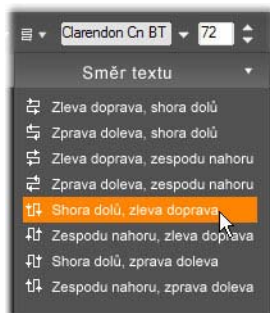 Clarendon Cn BT 72
Směr textu
Zleva doprava, shora dolů
Zprava doleva, shora dolů
Zleva doprava, zespodu nahoru
Zprava doleva, zespodu nahoru
Shora dolů, zleva doprava
Zespodu nahoru, zleva doprava
Shora dolů, zprava doleva
Zespodu nahoru, zprava doleva